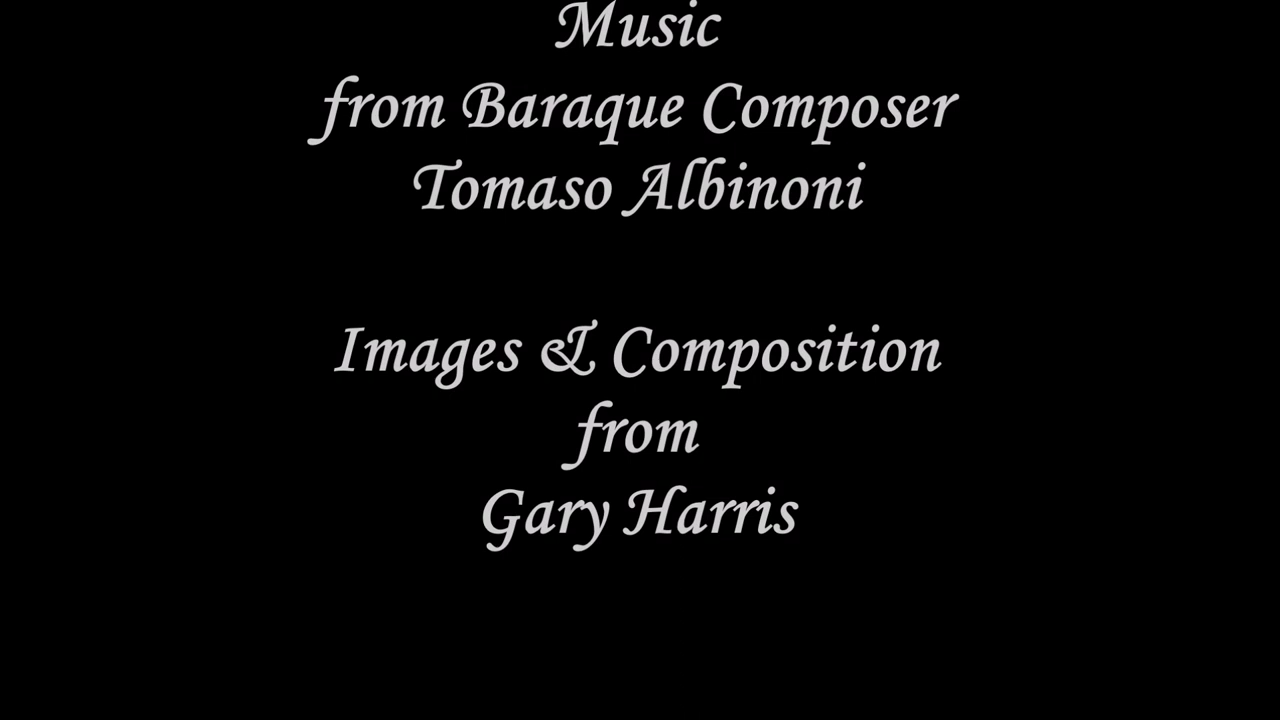 Music
from Baraque Composer
Tomaso Albinoni
Images & Composition
from
Gary Harris